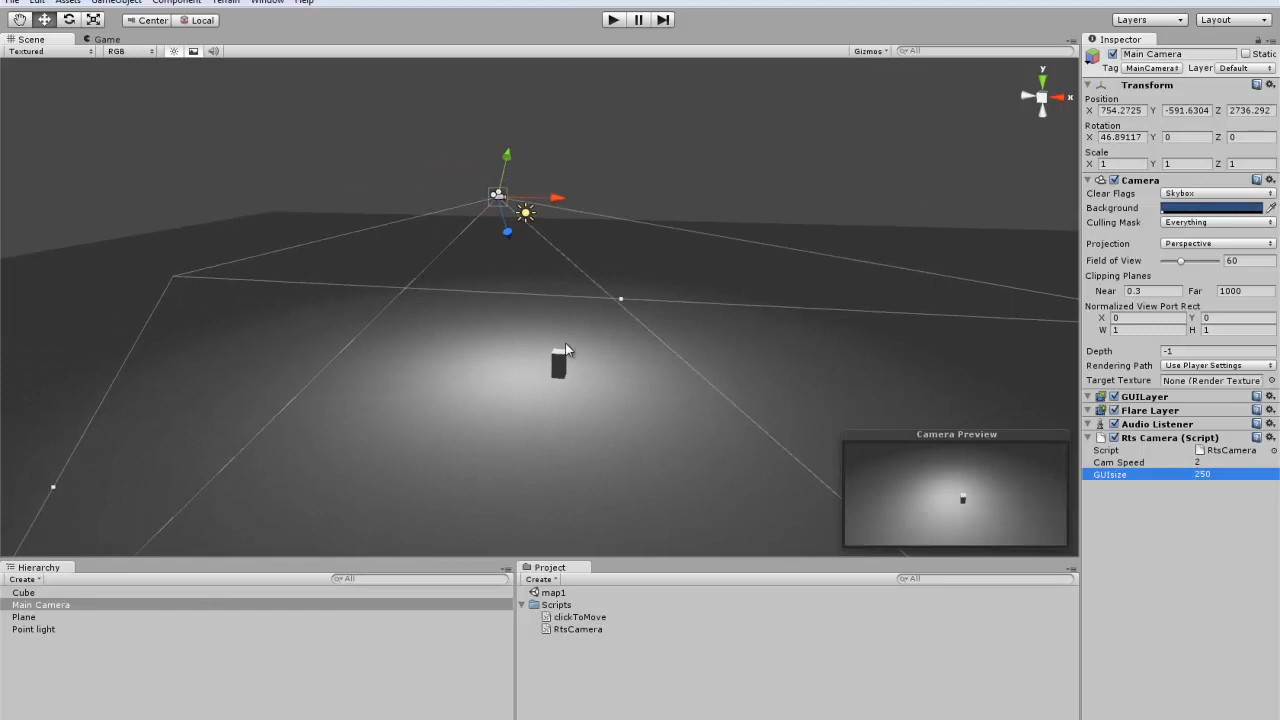 File Edit Assets GameObject Component Terrain Window Help
Center Local Layers Layout
Scene Game
Textured RGB Gizmos All
y
x
Camera Preview
Inspector
Main Camera Static
Tag MainCamera Layer Default
Transform
Position
X 754.2725 Y -591.6304 Z 2736.292
Rotation
X 46.89117 Y 0 Z 0
Scale
X 1 Y 1 Z 1
Camera
Clear Flags Skybox
Background
Culling Mask Everything
Projection Perspective
Field of View 60
Clipping Planes
Near 0.3 Far 1000
Normalized View Port Rect
X 0 Y 0
W 1 H 1
Depth -1
Rendering Path Use Player Settings
Target Texture None (Render Texture
GUILayer
Flare Layer
Audio Listener
Rts Camera (Script)
Script RtsCamera
Cam Speed 2
GUIsize 250
Hierarchy
Create All
Cube
Main Camera
Plane
Point light
Project
Create All
map1
Scripts
clickToMove
RtsCamera